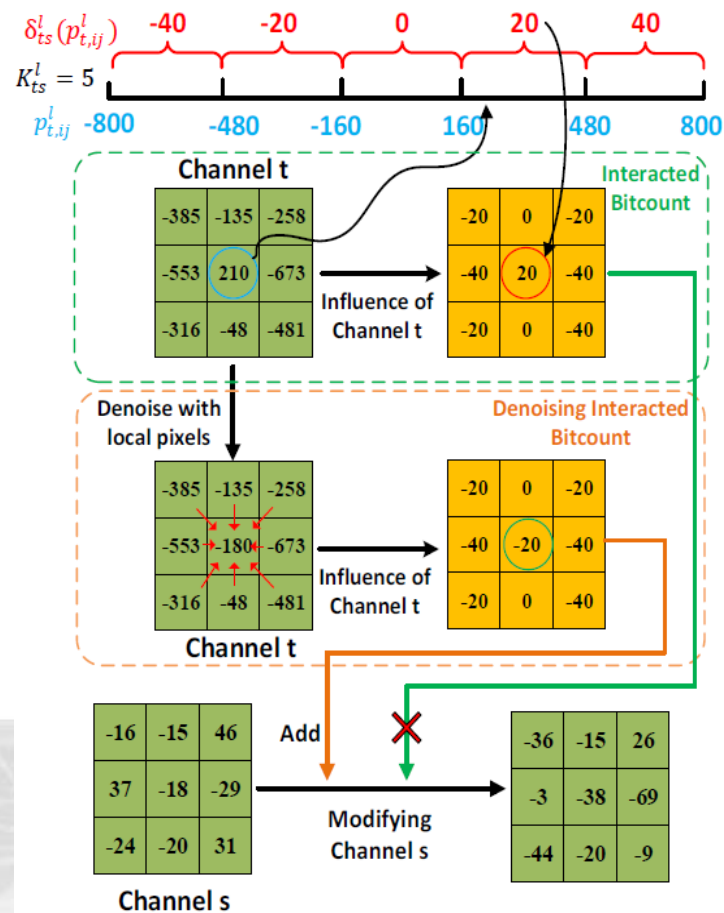 δˡₜₛ(pˡₜ,ᵢⱼ) -40 -20 0 20 40
Kˡₜₛ = 5
pˡₜ,ᵢⱼ -800 -480 -160 160 480 800
Channel t
Interacted
Bitcount
-385 -135 -258
-553 210 -673
-316 -48 -481
Influence of
Channel t
-20 0 -20
-40 20 -40
-20 0 -40
Denoise with
local pixels
Denoising Interacted
Bitcount
-385 -135 -258
-553 -180 -673
-316 -48 -481
Channel t
Influence of
Channel t
-20 0 -20
-40 -20 -40
-20 0 -40
-16 -15 46
37 -18 -29
-24 -20 31
Channel s
Add
Modifying
Channel s
-36 -15 26
-3 -38 -69
-44 -20 -9